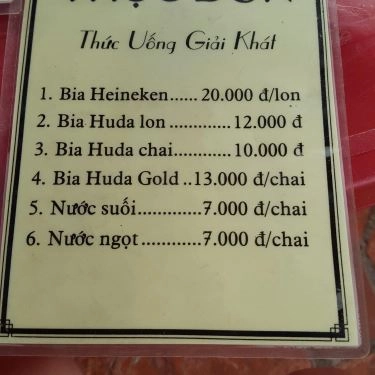 THỰC ĐƠN
Thức Uống Giải Khát
1. Bia Heineken...... 20.000 đ/lon
2. Bia Huda lon ............ 12.000 đ
3. Bia Huda chai............ 10.000 đ
4. Bia Huda Gold ..13.000 đ/chai
5. Nước suối.............7.000 đ/chai
6. Nước ngọt............7.000 đ/chai